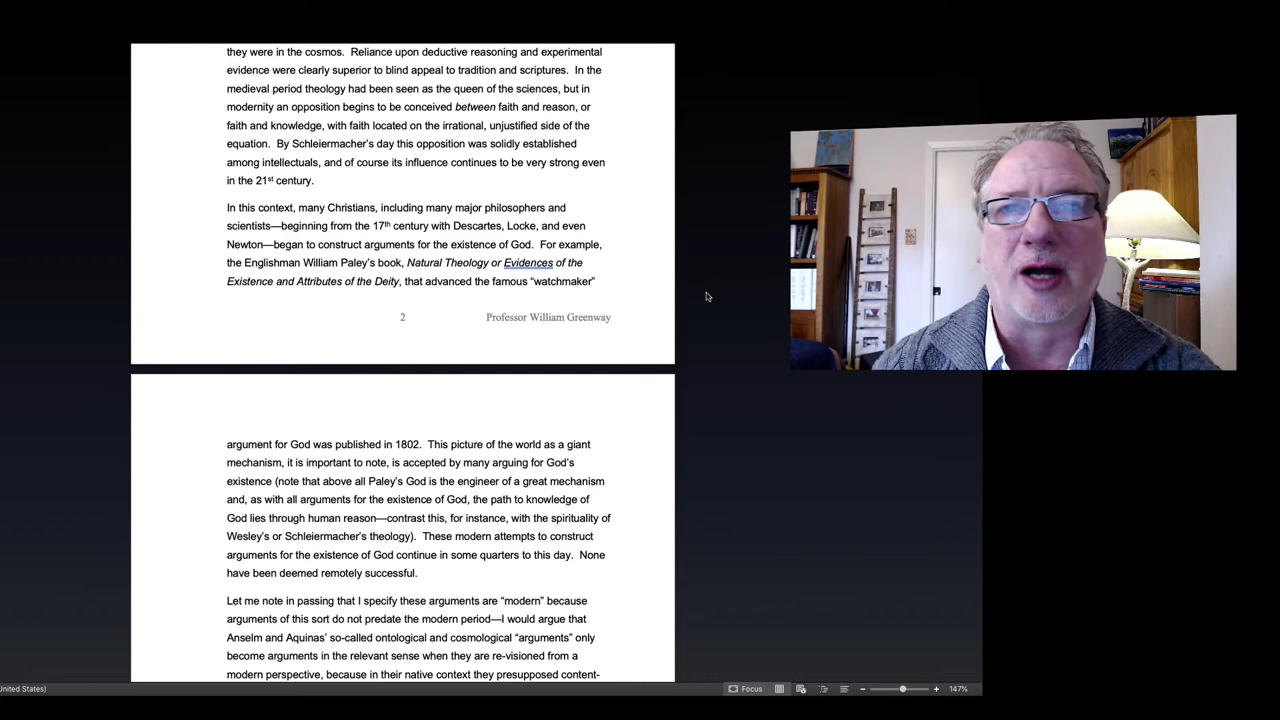 they were in the cosmos.  Reliance upon deductive reasoning and experimental
evidence were clearly superior to blind appeal to tradition and scriptures.  In the
medieval period theology had been seen as the queen of the sciences, but in
modernity an opposition begins to be conceived between faith and reason, or
faith and knowledge, with faith located on the irrational, unjustified side of the
equation.  By Schleiermacher’s day this opposition was solidly established
among intellectuals, and of course its influence continues to be very strong even
in the 21st century.
In this context, many Christians, including many major philosophers and
scientists—beginning from the 17th century with Descartes, Locke, and even
Newton—began to construct arguments for the existence of God.  For example,
the Englishman William Paley’s book, Natural Theology or Evidences of the
Existence and Attributes of the Deity, that advanced the famous “watchmaker”
2 Professor William Greenway
argument for God was published in 1802.  This picture of the world as a giant
mechanism, it is important to note, is accepted by many arguing for God’s
existence (note that above all Paley’s God is the engineer of a great mechanism
and, as with all arguments for the existence of God, the path to knowledge of
God lies through human reason—contrast this, for instance, with the spirituality of
Wesley’s or Schleiermacher’s theology).  These modern attempts to construct
arguments for the existence of God continue in some quarters to this day.  None
have been deemed remotely successful.
Let me note in passing that I specify these arguments are “modern” because
arguments of this sort do not predate the modern period—I would argue that
Anselm and Aquinas’ so-called ontological and cosmological “arguments” only
become arguments in the relevant sense when they are re-visioned from a
modern perspective, because in their native context they presupposed content-
United States) Focus 147%